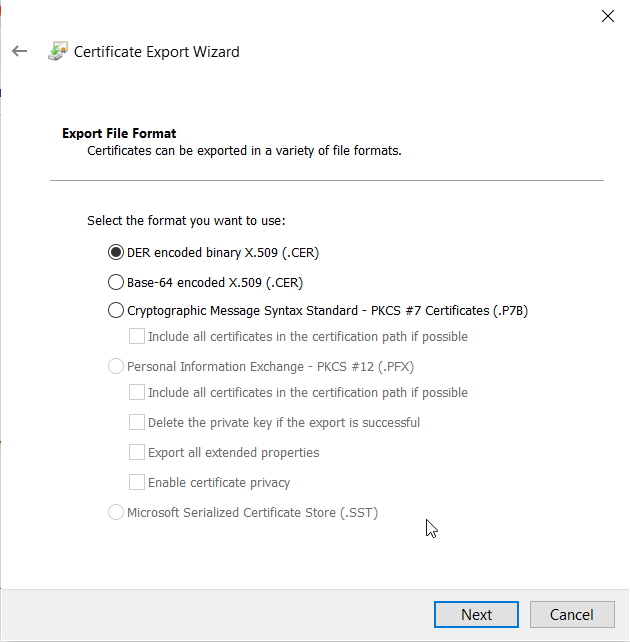 Certificate Export Wizard
Export File Format
Certificates can be exported in a variety of file formats.
Select the format you want to use:
DER encoded binary X.509 (.CER)
Base-64 encoded X.509 (.CER)
Cryptographic Message Syntax Standard - PKCS #7 Certificates (.P7B)
Include all certificates in the certification path if possible
Personal Information Exchange - PKCS #12 (.PFX)
Include all certificates in the certification path if possible
Delete the private key if the export is successful
Export all extended properties
Enable certificate privacy
Microsoft Serialized Certificate Store (.SST)
Next Cancel